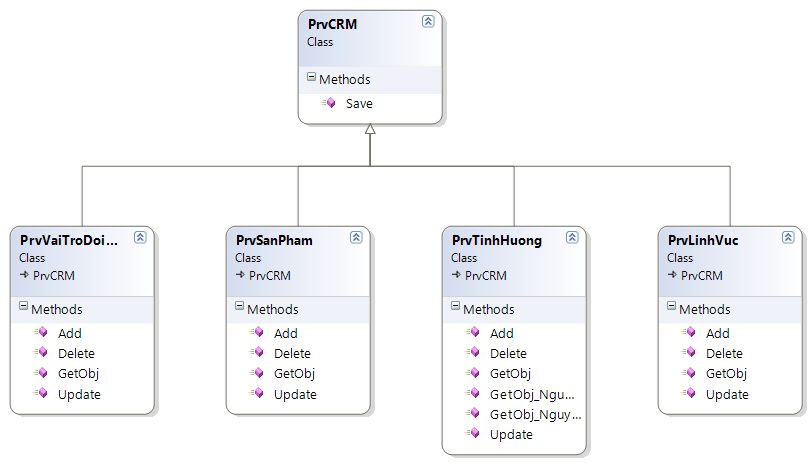 PrvCRM
Class
Methods
Save
PrvVaiTroDoi...
Class
PrvCRM
Methods
Add
Delete
GetObj
Update
PrvSanPham
Class
PrvCRM
Methods
Add
Delete
GetObj
Update
PrvTinhHuong
Class
PrvCRM
Methods
Add
Delete
GetObj
GetObj_Ngu...
GetObj_Nguy...
Update
PrvLinhVuc
Class
PrvCRM
Methods
Add
Delete
GetObj
Update